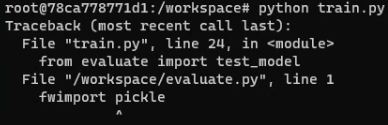 root@78ca778771d1:/workspace# python train.py
Traceback (most recent call last):
  File "train.py", line 24, in <module>
    from evaluate import test_model
  File "/workspace/evaluate.py", line 1
    fwimport pickle
            ^